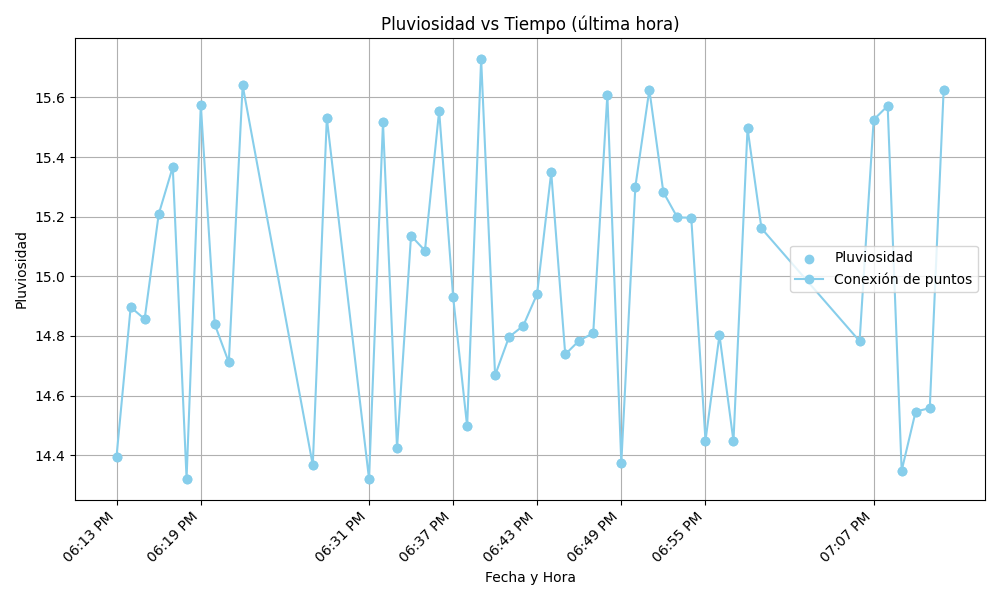 Pluviosidad vs Tiempo (última hora)
Pluviosidad
15.6
15.4
15.2
15.0
14.8
14.6
14.4
Pluviosidad
Conexión de puntos
06:13 PM
06:19 PM
06:31 PM
06:37 PM
06:43 PM
06:49 PM
06:55 PM
07:07 PM
Fecha y Hora